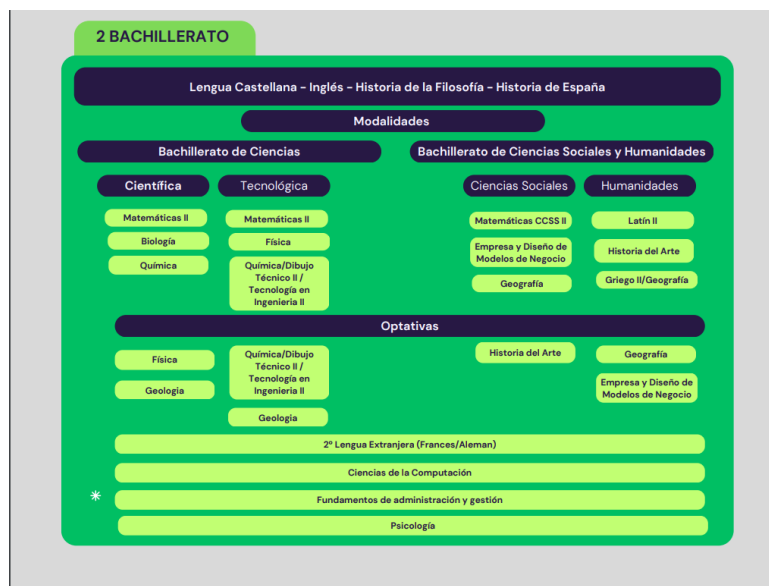 2 BACHILLERATO
Lengua Castellana - Inglés - Historia de la Filosofía - Historia de España
Modalidades
Bachillerato de Ciencias
Bachillerato de Ciencias Sociales y Humanidades
Científica
Tecnológica
Ciencias Sociales
Humanidades
Matemáticas II
Biología
Química
Matemáticas II
Física
Química/Dibujo
Técnico II /
Tecnología en
Ingenieria II
Matemáticas CCSS II
Empresa y Diseño de
Modelos de Negocio
Geografía
Latín II
Historia del Arte
Griego II/Geografía
Optativas
Física
Geologia
Química/Dibujo
Técnico II /
Tecnología en
Ingenieria II
Geologia
Historia del Arte
Geografía
Empresa y Diseño de
Modelos de Negocio
2º Lengua Extranjera (Frances/Aleman)
Ciencias de la Computación
* Fundamentos de administración y gestión
Psicología